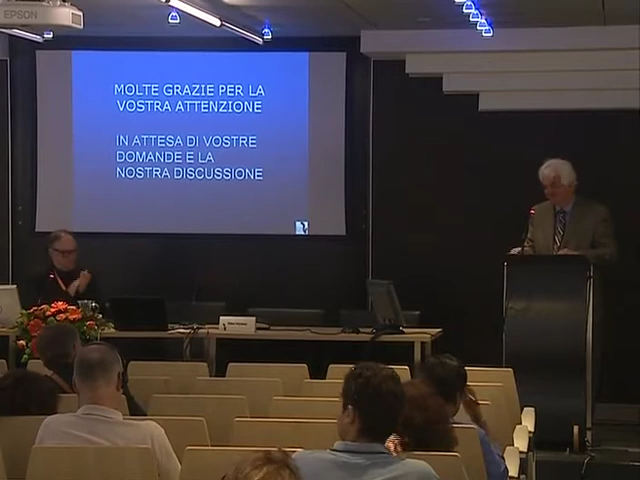 EPSON
MOLTE GRAZIE PER LA
VOSTRA ATTENZIONE
IN ATTESA DI VOSTRE
DOMANDE E LA
NOSTRA DISCUSSIONE